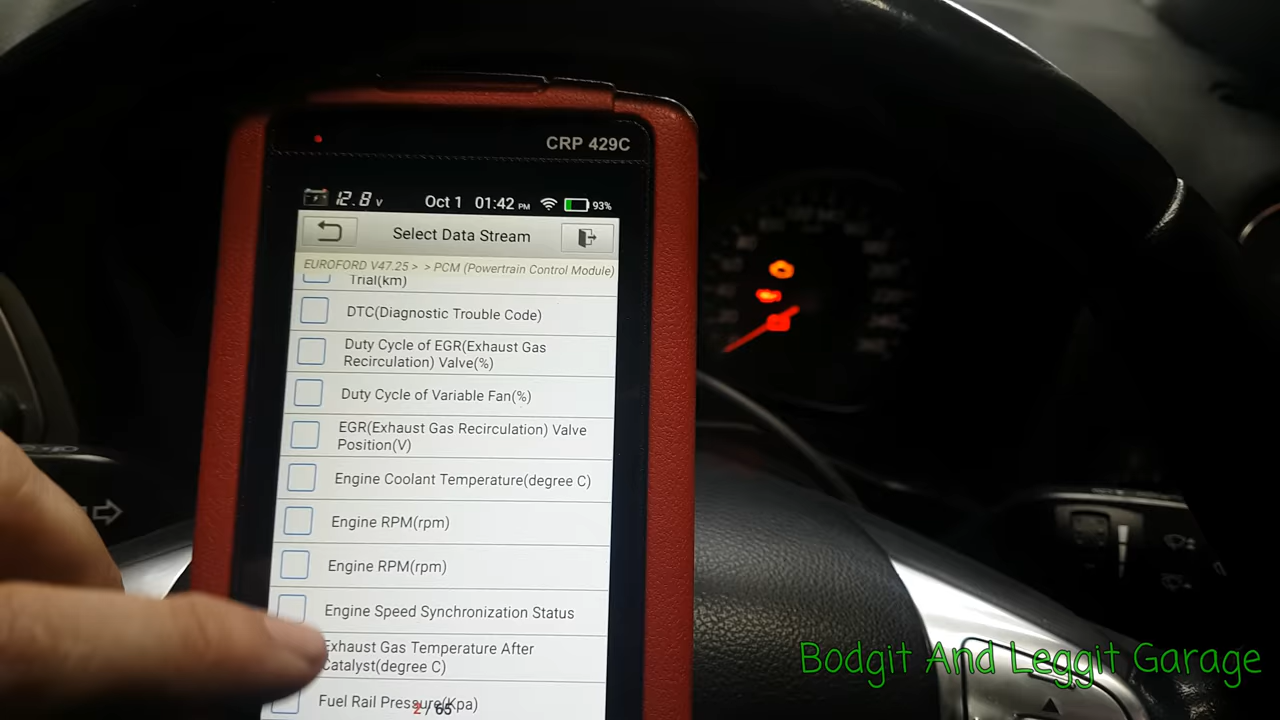 CRP 429C
12.8 v Oct 1 01:42 PM 93%
Select Data Stream
EUROFORD V47.25 > > PCM (Powertrain Control Module)
Trial(km)
DTC(Diagnostic Trouble Code)
Duty Cycle of EGR(Exhaust Gas
Recirculation) Valve(%)
Duty Cycle of Variable Fan(%)
EGR(Exhaust Gas Recirculation) Valve
Position(V)
Engine Coolant Temperature(degree C)
Engine RPM(rpm)
Engine RPM(rpm)
Engine Speed Synchronization Status
Exhaust Gas Temperature After
Catalyst(degree C)
Fuel Rail Pressure(Kpa)
2 / 65
Bodgit And Leggit Garage